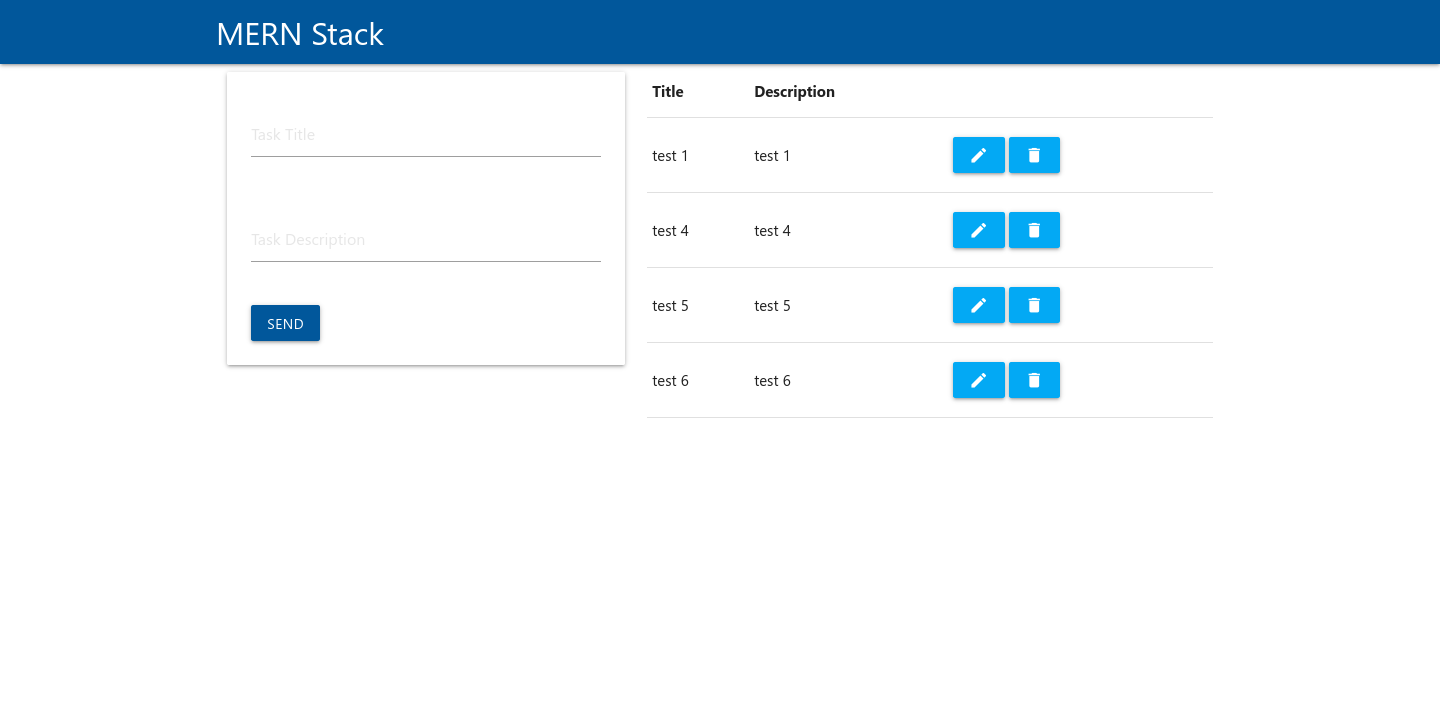 MERN Stack
Task Title
Task Description
SEND
Title Description
test 1 test 1
test 4 test 4
test 5 test 5
test 6 test 6